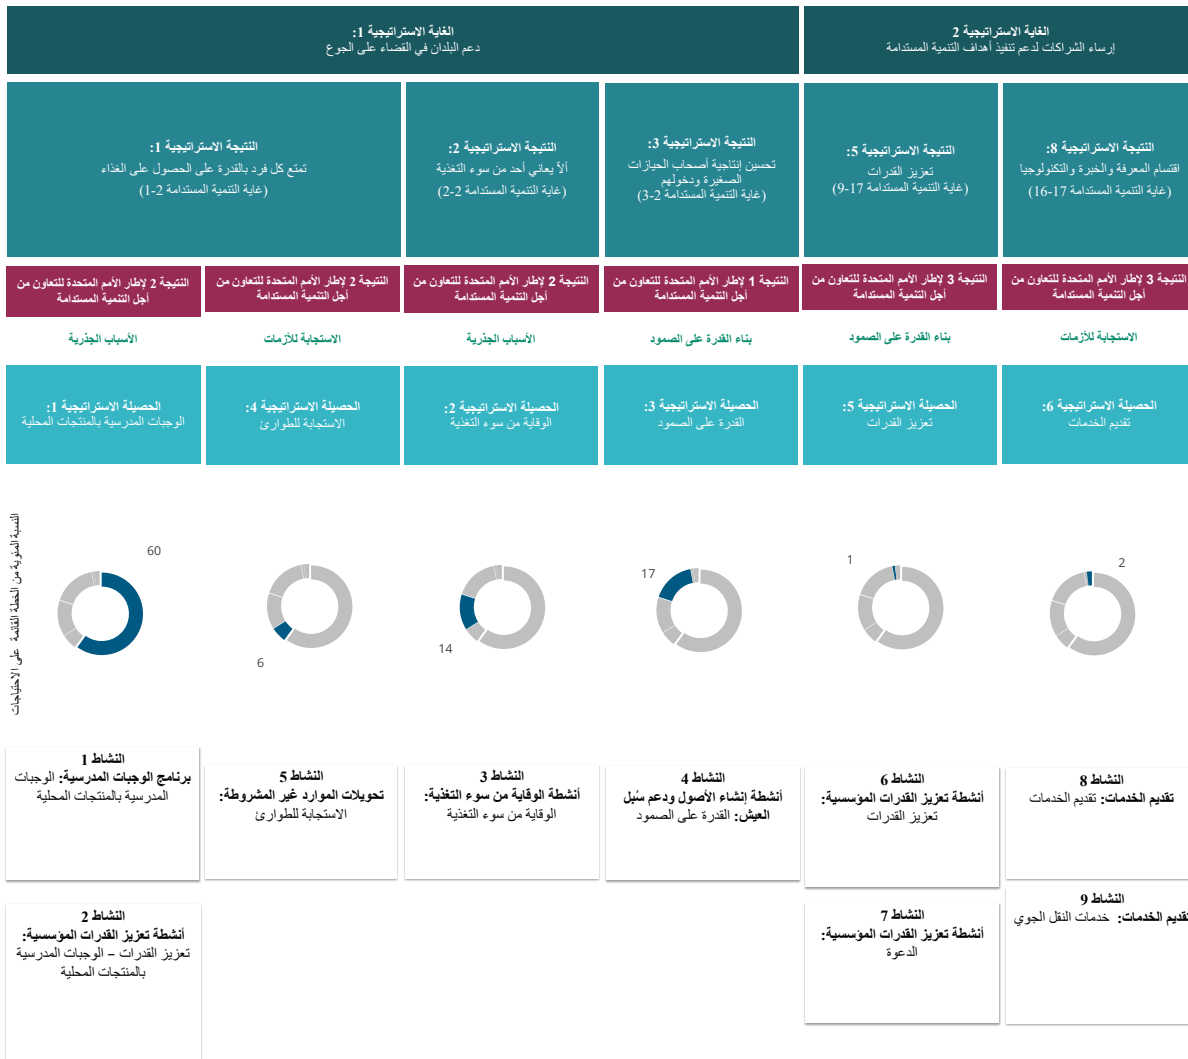 الغاية الاستراتيجية 1:
دعم البلدان في القضاء على الجوع
الغاية الاستراتيجية 2
إرساء الشراكات لدعم تنفيذ أهداف التنمية المستدامة
النتيجة الاستراتيجية 1:
تمتع كل فرد بالقدرة على الحصول على الغذاء
(غاية التنمية المستدامة 2-1)
النتيجة الاستراتيجية 2:
ألاّ يعاني أحد من سوء التغذية
(غاية التنمية المستدامة 2-2)
النتيجة الاستراتيجية 3:
تحسين إنتاجية أصحاب الحيازات
الصغيرة ودخولهم
(غاية التنمية المستدامة 2-3)
النتيجة الاستراتيجية 5:
تعزيز القدرات
(غاية التنمية المستدامة 17-9)
النتيجة الاستراتيجية 8:
اقتسام المعرفة والخبرة والتكنولوجيا
(غاية التنمية المستدامة 17-16)
النتيجة 2 لإطار الأمم المتحدة للتعاون من
أجل التنمية المستدامة
النتيجة 2 لإطار الأمم المتحدة للتعاون من
أجل التنمية المستدامة
النتيجة 2 لإطار الأمم المتحدة للتعاون من
أجل التنمية المستدامة
النتيجة 1 لإطار الأمم المتحدة للتعاون من
أجل التنمية المستدامة
النتيجة 3 لإطار الأمم المتحدة للتعاون من
أجل التنمية المستدامة
النتيجة 3 لإطار الأمم المتحدة للتعاون من
أجل التنمية المستدامة
الأسباب الجذرية
الاستجابة للأزمات
الأسباب الجذرية
بناء القدرة على الصمود
بناء القدرة على الصمود
الاستجابة للأزمات
الحصيلة الاستراتيجية 1:
الوجبات المدرسية بالمنتجات المحلية
الحصيلة الاستراتيجية 4:
الاستجابة للطوارئ
الحصيلة الاستراتيجية 2:
الوقاية من سوء التغذية
الحصيلة الاستراتيجية 3:
القدرة على الصمود
الحصيلة الاستراتيجية 5:
تعزيز القدرات
الحصيلة الاستراتيجية 6:
تقديم الخدمات
النسبة المئوية من الخطة القائمة على الاحتياجات
60
6
14
17
1
2
النشاط 1
برنامج الوجبات المدرسية: الوجبات
المدرسية بالمنتجات المحلية
النشاط 5
تحويلات الموارد غير المشروطة:
الاستجابة للطوارئ
النشاط 3
أنشطة الوقاية من سوء التغذية:
الوقاية من سوء التغذية
النشاط 4
أنشطة إنشاء الأصول ودعم سُبل
العيش: القدرة على الصمود
النشاط 6
أنشطة تعزيز القدرات المؤسسية:
تعزيز القدرات
النشاط 8
تقديم الخدمات: تقديم الخدمات
النشاط 2
أنشطة تعزيز القدرات المؤسسية:
تعزيز القدرات – الوجبات المدرسية
بالمنتجات المحلية
النشاط 7
أنشطة تعزيز القدرات المؤسسية:
الدعوة
النشاط 9
تقديم الخدمات: خدمات النقل الجوي